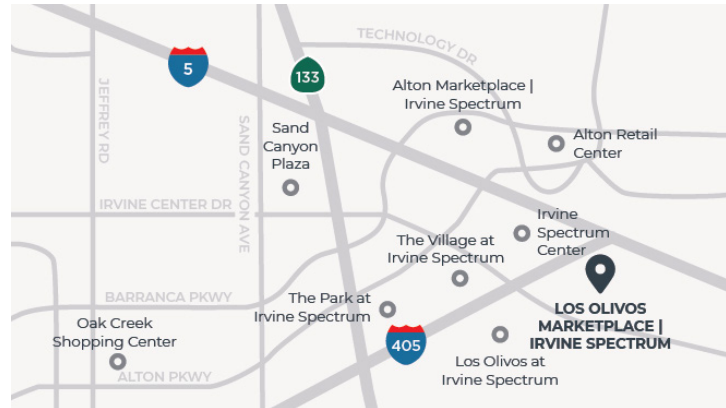 TECHNOLOGY DR
5
133
JEFFREY RD
Alton Marketplace |
Irvine Spectrum
Sand
Canyon
Plaza
SAND CANYON AVE
Alton Retail
Center
IRVINE CENTER DR
Irvine
Spectrum
Center
The Village at
Irvine Spectrum
BARRANCA PKWY
The Park at
Irvine Spectrum
LOS OLIVOS
MARKETPLACE |
IRVINE SPECTRUM
Oak Creek
Shopping Center
405
Los Olivos at
Irvine Spectrum
ALTON PKWY